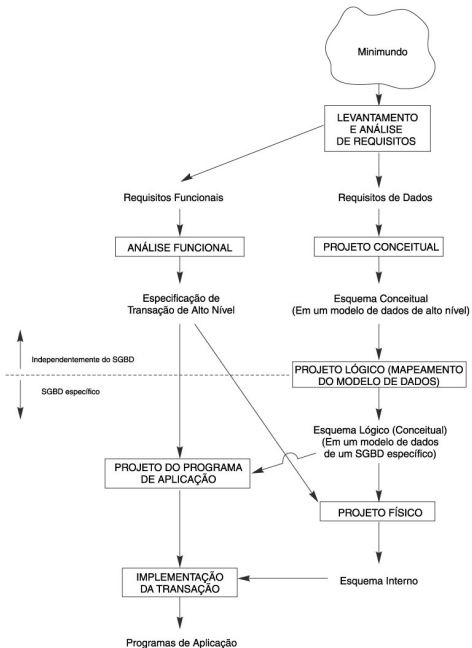 Minimundo
LEVANTAMENTO
E ANÁLISE
DE REQUISITOS
Requisitos Funcionais
Requisitos de Dados
ANÁLISE FUNCIONAL
PROJETO CONCEITUAL
Especificação de
Transação de Alto Nível
Esquema Conceitual
(Em um modelo de dados de alto nível)
Independentemente do SGBD
SGBD específico
PROJETO LÓGICO (MAPEAMENTO
DO MODELO DE DADOS)
Esquema Lógico (Conceitual)
(Em um modelo de dados
de um SGBD específico)
PROJETO DO PROGRAMA
DE APLICAÇÃO
PROJETO FÍSICO
IMPLEMENTAÇÃO
DA TRANSAÇÃO
Esquema Interno
Programas de Aplicação